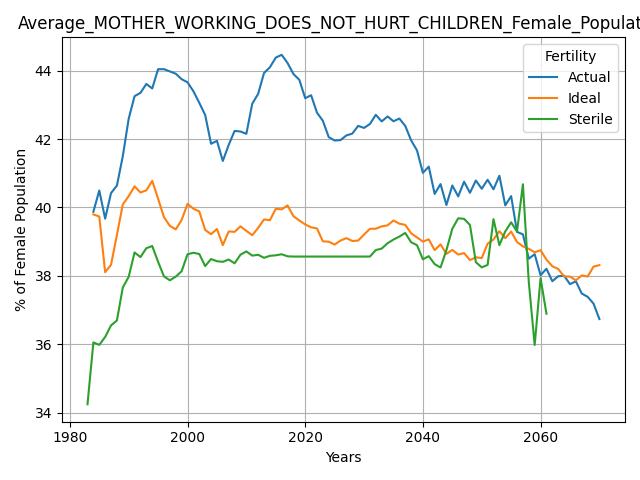 Average_MOTHER_WORKING_DOES_NOT_HURT_CHILDREN_Female_Populat
Fertility
Actual
Ideal
Sterile
% of Female Population
44
42
40
38
36
34
1980 2000 2020 2040 2060
Years